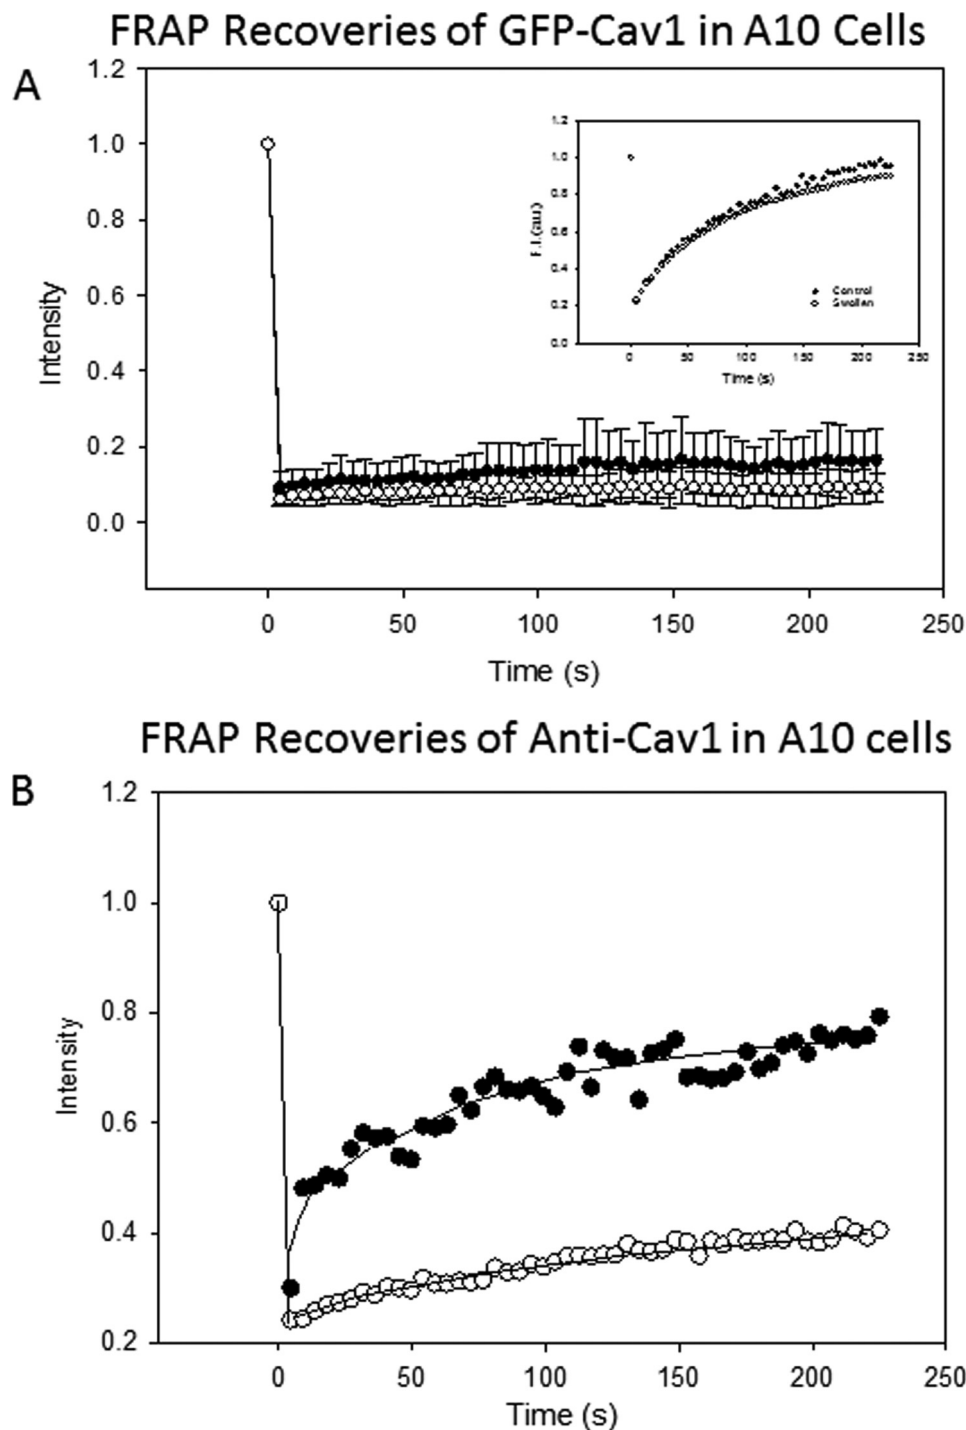 FRAP Recoveries of GFP-Cav1 in A10 Cells
A
1.2
1.0
0.8
0.6
0.4
0.2
0.0
Intensity
0 50 100 150 200 250
Time (s)
1.2
1.0
0.8
0.6
0.4
0.2
0.0
F.I.(au)
Control
Swollen
0 50 100 150 200 250
Time (s)
FRAP Recoveries of Anti-Cav1 in A10 cells
B
1.2
1.0
0.8
0.6
0.4
0.2
Intensity
0 50 100 150 200 250
Time (s)